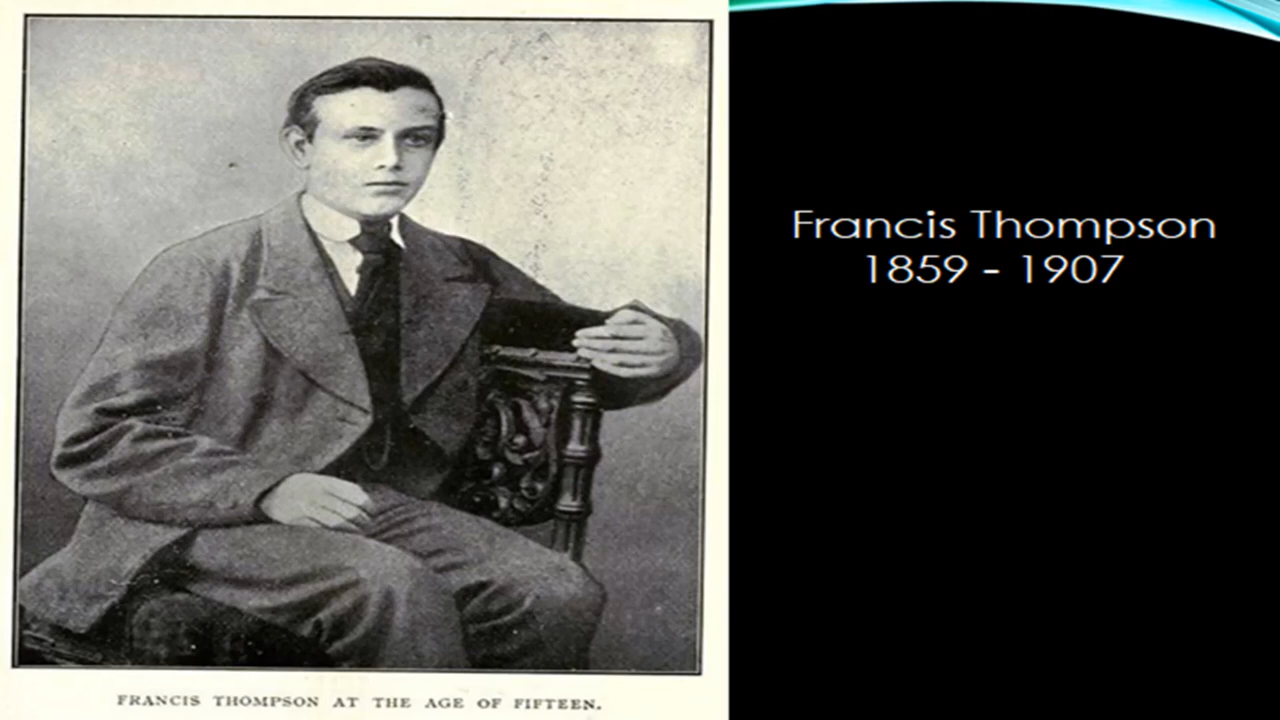 Francis Thompson
1859 - 1907
FRANCIS THOMPSON AT THE AGE OF FIFTEEN.